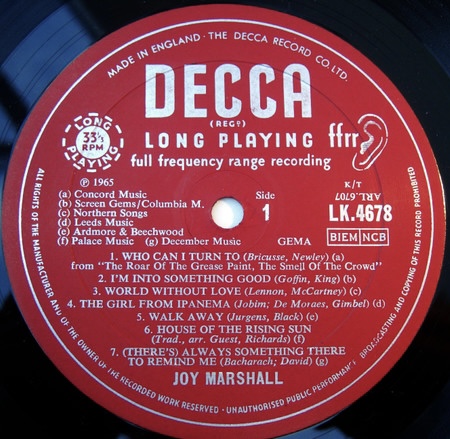 MADE IN ENGLAND · THE DECCA RECORD CO. LTD.
DECCA
(REGD)
LONG PLAYING
ffrr
full frequency range recording
LONG
33⅓
RPM
PLAYING
Ⓟ 1965
(a) Concord Music
(b) Screen Gems/Columbia M.
(c) Northern Songs
(d) Leeds Music
(e) Ardmore & Beechwood
(f) Palace Music (g) December Music
Side
1
GEMA
K/T
ARL-6707
LK.4678
BIEM NCB
1. WHO CAN I TURN TO (Bricusse, Newley) (a)
from "The Roar Of The Grease Paint, The Smell Of The Crowd"
2. I'M INTO SOMETHING GOOD (Goffin, King) (b)
3. WORLD WITHOUT LOVE (Lennon, McCartney) (c)
4. THE GIRL FROM IPANEMA (Jobim; De Moraes, Gimbel) (d)
5. WALK AWAY (Jurgens, Black) (e)
6. HOUSE OF THE RISING SUN
(Trad., arr. Guest, Richards) (f)
7. (THERE'S) ALWAYS SOMETHING THERE
TO REMIND ME (Bacharach; David) (g)
JOY MARSHALL
ALL RIGHTS OF THE MANUFACTURER AND OF THE OWNER OF THE RECORDED WORK RESERVED · UNAUTHORISED PUBLIC PERFORMANCE, BROADCASTING AND COPYING OF THIS RECORD PROHIBITED